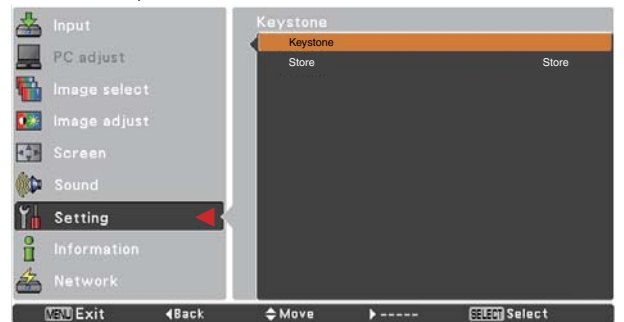 Input
PC adjust
Image select
Image adjust
Screen
Sound
Setting
Information
Network
Keystone
Keystone
Store Store
MENU Exit Back Move ----- SELECT Select